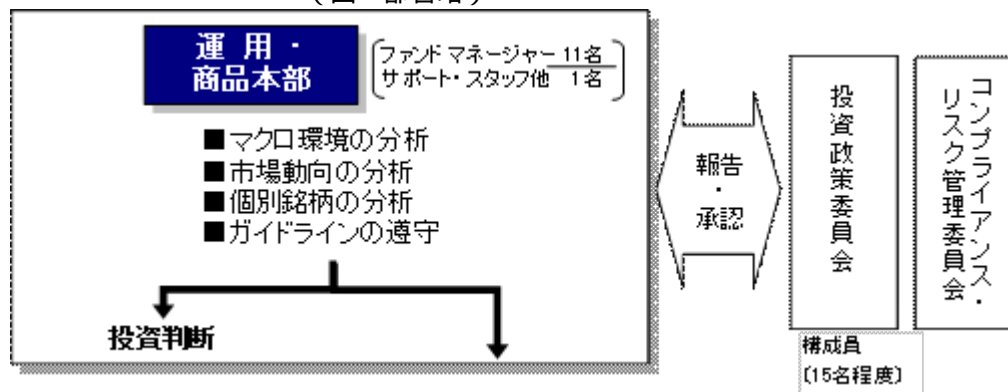 運 用 ・
商品本部
ファンド マネージャー 11名
サポート・スタッフ他 1名
■マクロ環境の分析
■市場動向の分析
■個別銘柄の分析
■ガイドラインの遵守
投資判断
報告
・
承認
投資政策委員会
コンプライアンス・
リスク管理委員会
構成員
〔15名程度〕